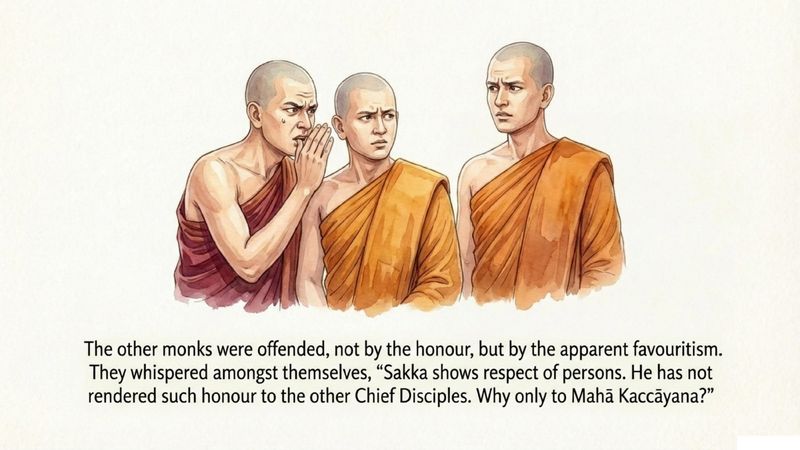 The other monks were offended, not by the honour, but by the apparent favouritism.
They whispered amongst themselves, “Sakka shows respect of persons. He has not
rendered such honour to the other Chief Disciples. Why only to Mahā Kaccāyana?”